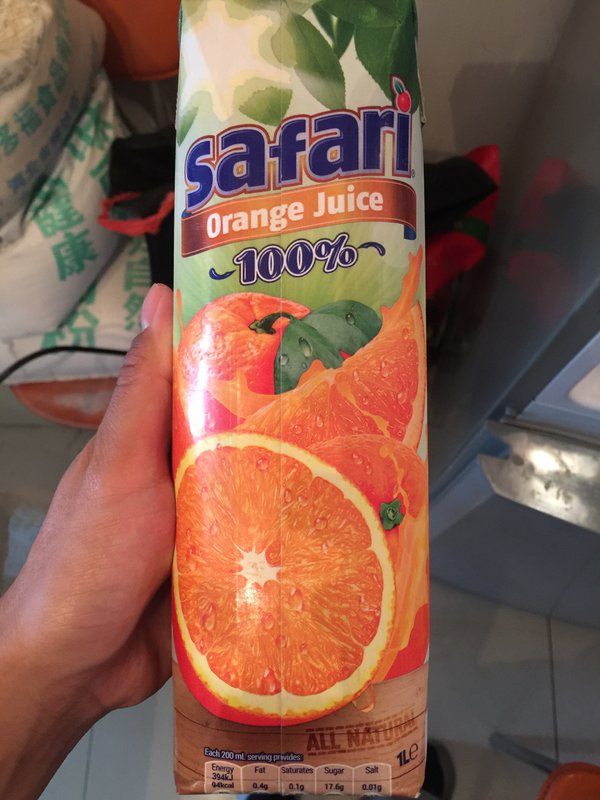 safari
Orange Juice
100%
ALL NATURAL
1L℮
Each 200 mL serving provides:
Energy Fat Saturates Sugar Salt
394kJ
94kcal 0.4g 0.1g 17.6g 0.01g